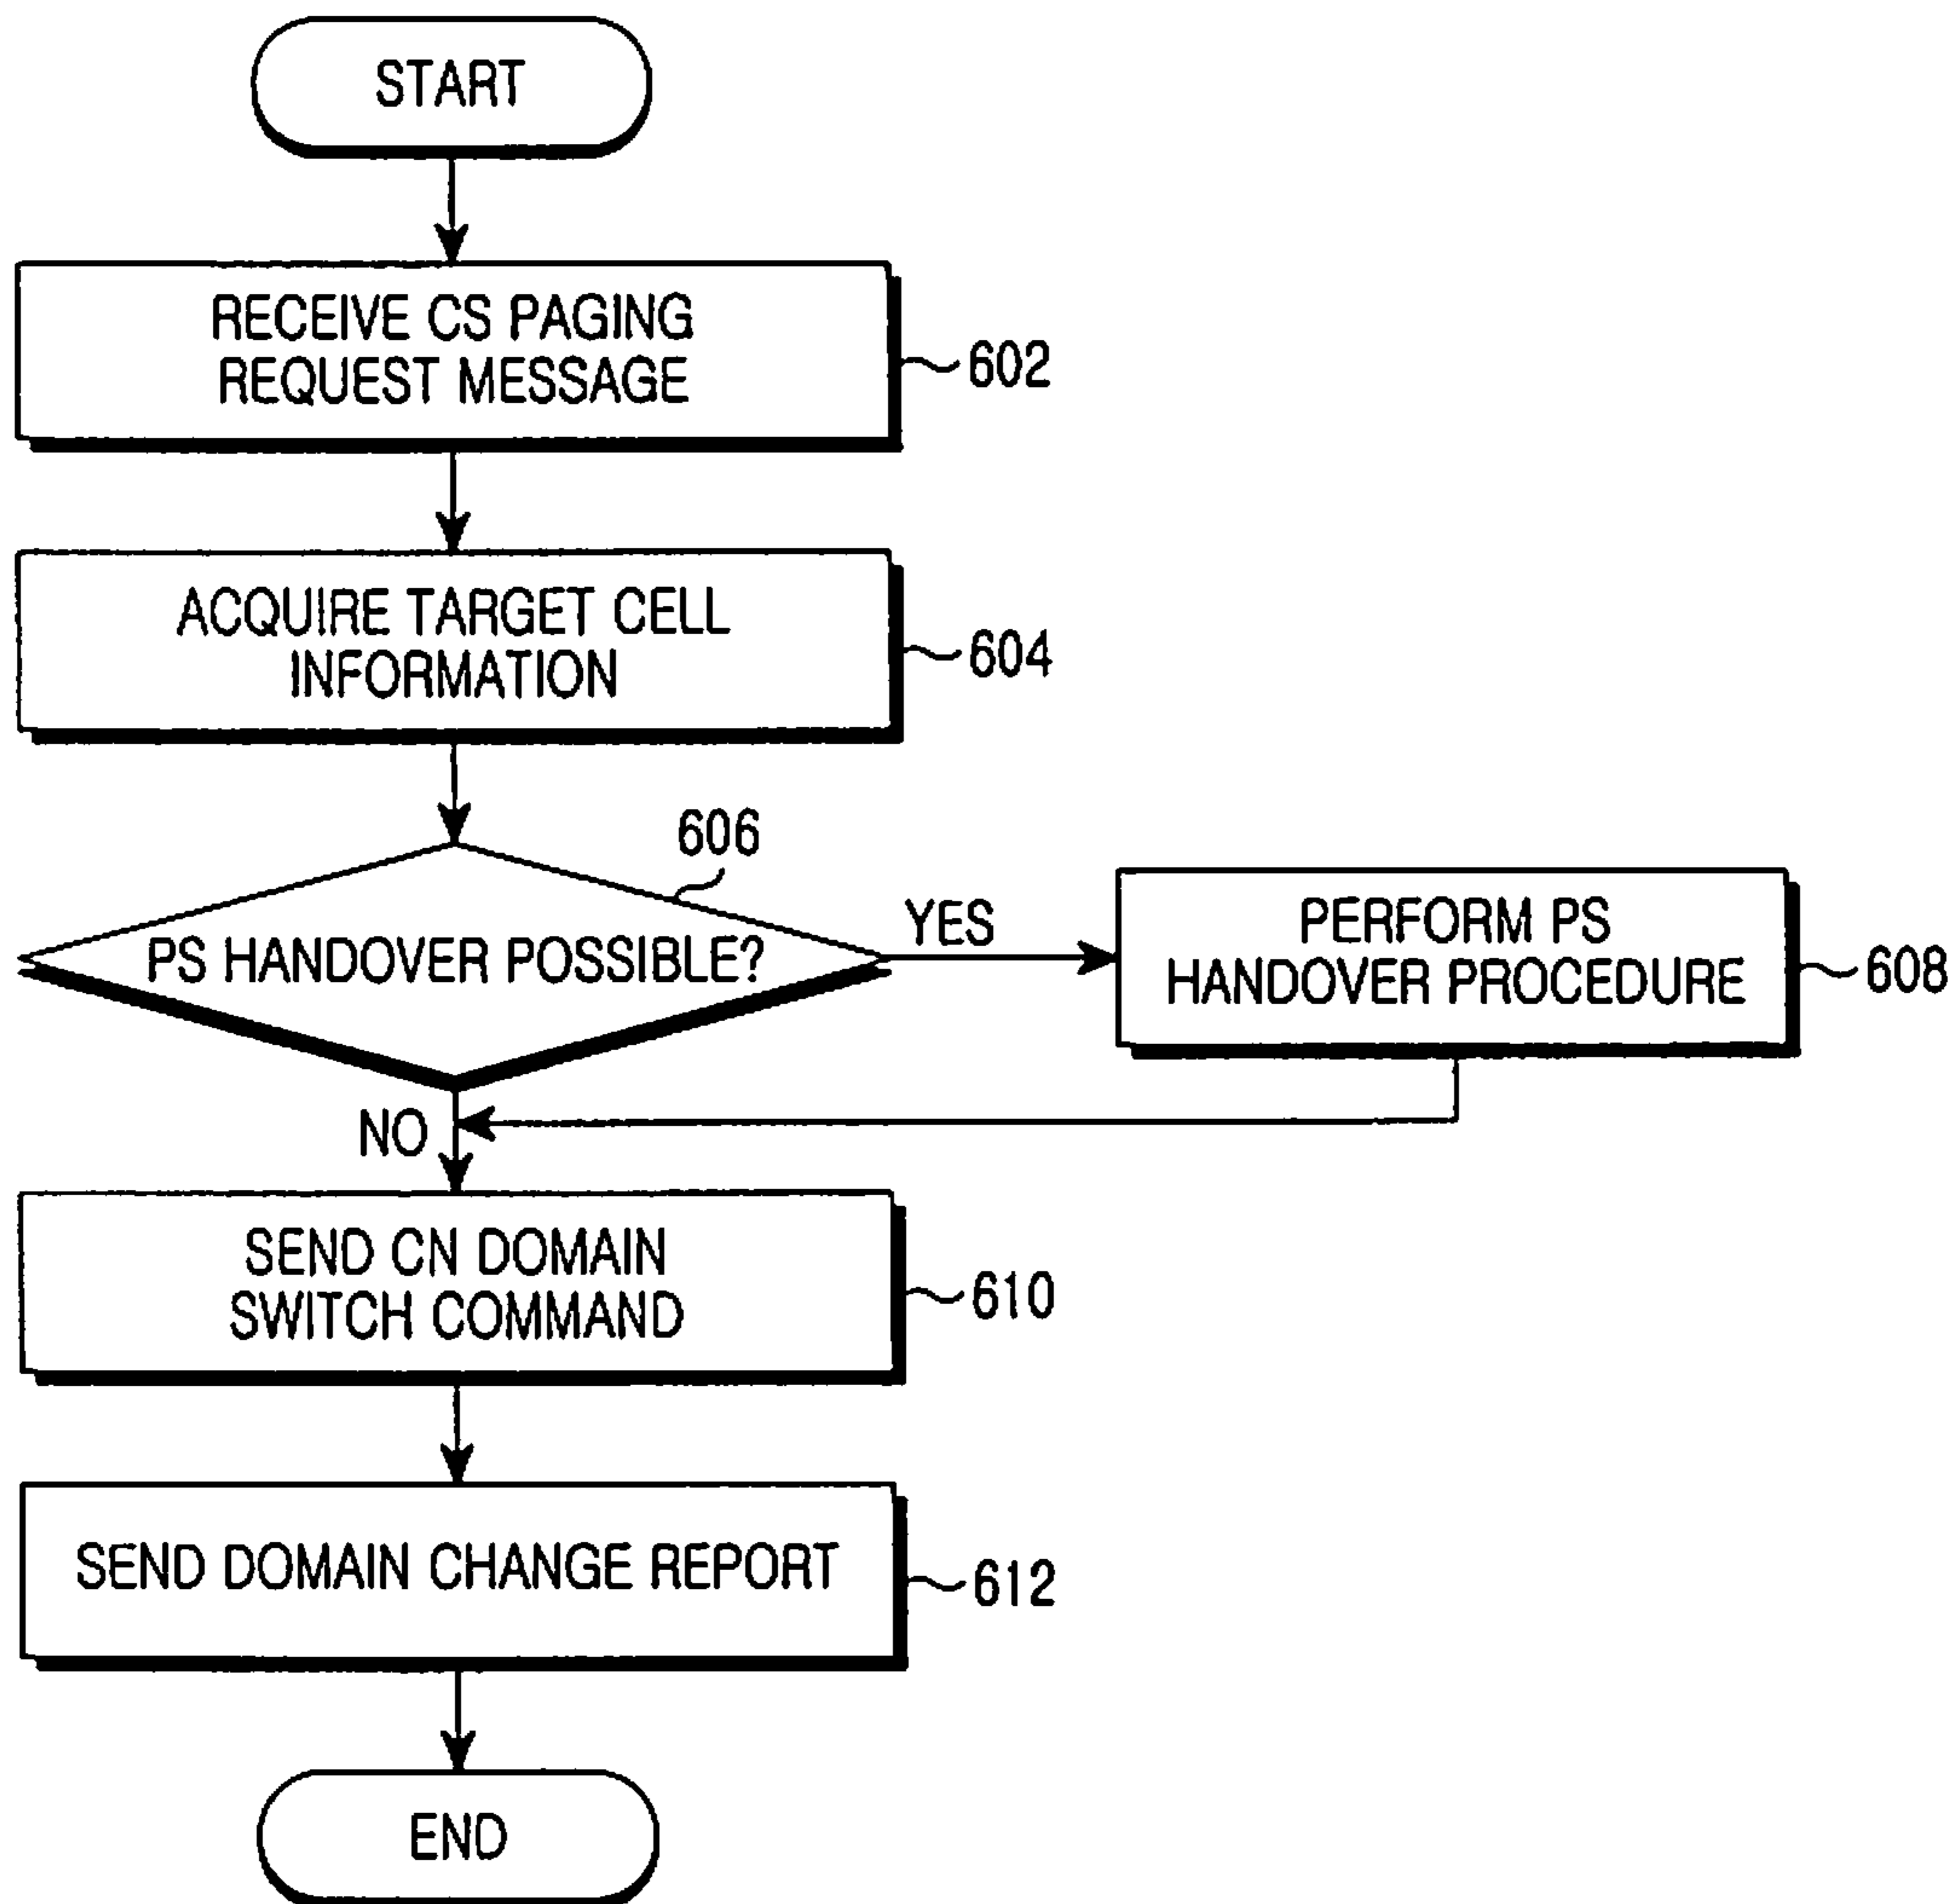 START
RECEIVE CS PAGING
REQUEST MESSAGE
602
ACQUIRE TARGET CELL
INFORMATION
604
606
PS HANDOVER POSSIBLE?
YES
PERFORM PS
HANDOVER PROCEDURE
608
NO
SEND CN DOMAIN
SWITCH COMMAND
610
SEND DOMAIN CHANGE REPORT
612
END